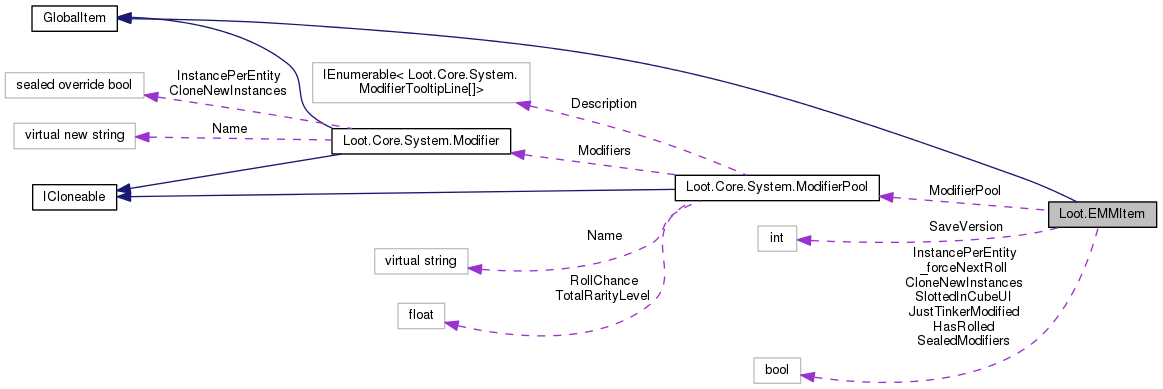 GlobalItem
IEnumerable< Loot.Core.System.
ModifierTooltipLine[]>
InstancePerEntity
CloneNewInstances
sealed override bool
Description
virtual new string
Name
Loot.Core.System.Modifier
Modifiers
Loot.Core.System.ModifierPool
ModifierPool
ICloneable
Loot.EMMItem
SaveVersion
int
Name
virtual string
InstancePerEntity
_forceNextRoll
CloneNewInstances
SlottedInCubeUI
JustTinkerModified
HasRolled
SealedModifiers
RollChance
TotalRarityLevel
float
bool